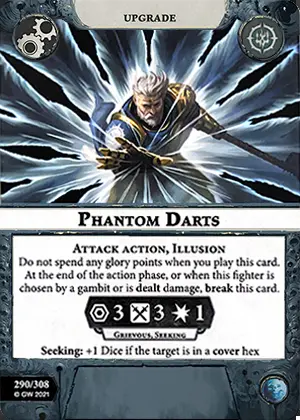 UPGRADE
PHANTOM DARTS
ATTACK ACTION, ILLUSION
Do not spend any glory points when you play this card.
At the end of the action phase, or when this fighter is
chosen by a gambit or is dealt damage, break this card.
3 3 1
GRIEVOUS, SEEKING
Seeking: +1 Dice if the target is in a cover hex
290/308
© GW 2021